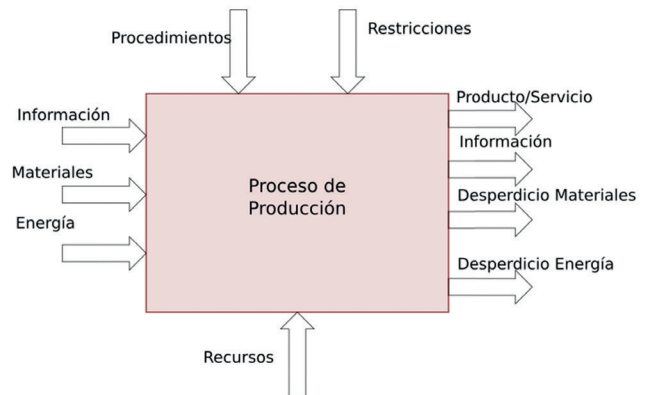 Procedimientos
Restricciones
Información
Materiales
Energía
Proceso de
Producción
Producto/Servicio
Información
Desperdicio Materiales
Desperdicio Energía
Recursos